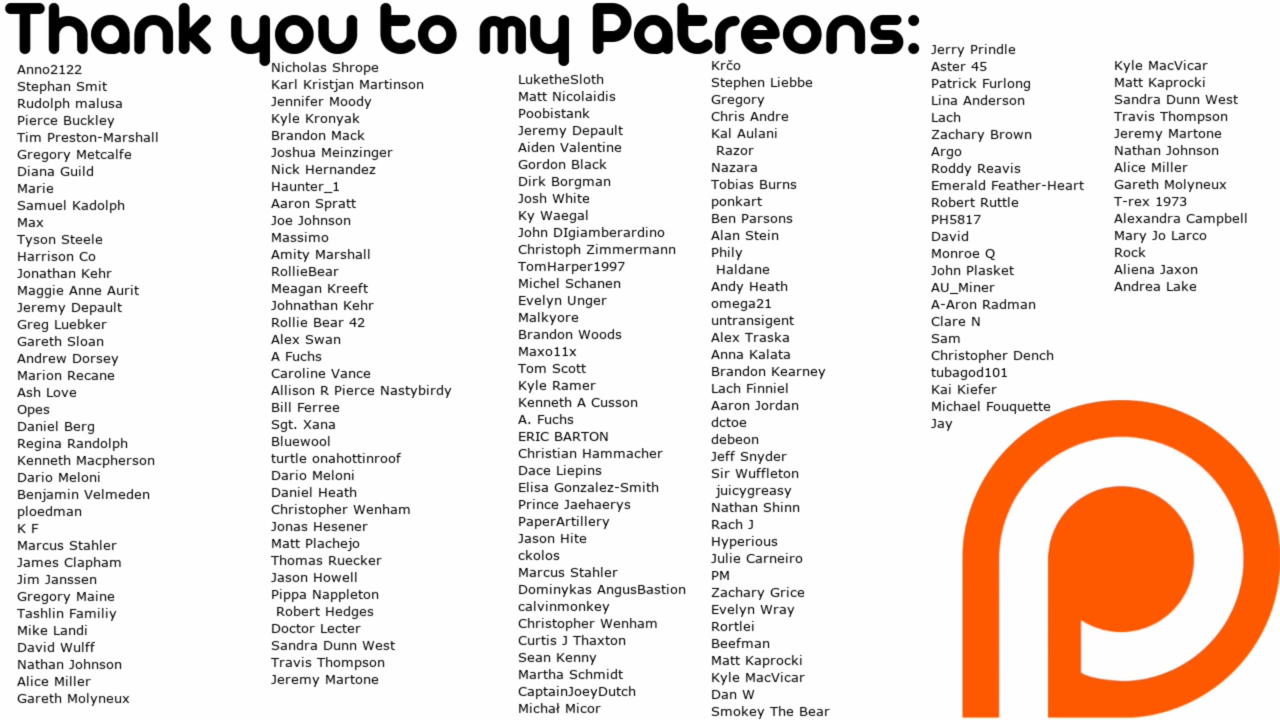 Thank you to my Patreons:
Anno2122
Stephan Smit
Rudolph malusa
Pierce Buckley
Tim Preston-Marshall
Gregory Metcalfe
Diana Guild
Marie
Samuel Kadolph
Max
Tyson Steele
Harrison Co
Jonathan Kehr
Maggie Anne Aurit
Jeremy Depault
Greg Luebker
Gareth Sloan
Andrew Dorsey
Marion Recane
Ash Love
Opes
Daniel Berg
Regina Randolph
Kenneth Macpherson
Dario Meloni
Benjamin Velmeden
ploedman
K F
Marcus Stahler
James Clapham
Jim Janssen
Gregory Maine
Tashlin Familiy
Mike Landi
David Wulff
Nathan Johnson
Alice Miller
Gareth Molyneux
Nicholas Shrope
Karl Kristjan Martinson
Jennifer Moody
Kyle Kronyak
Brandon Mack
Joshua Meinzinger
Nick Hernandez
Haunter_1
Aaron Spratt
Joe Johnson
Massimo
Amity Marshall
RollieBear
Meagan Kreeft
Johnathan Kehr
Rollie Bear 42
Alex Swan
A Fuchs
Caroline Vance
Allison R Pierce Nastybirdy
Bill Ferree
Sgt. Xana
Bluewool
turtle onahottinroof
Dario Meloni
Daniel Heath
Christopher Wenham
Jonas Hesener
Matt Plachejo
Thomas Ruecker
Jason Howell
Pippa Nappleton
Robert Hedges
Doctor Lecter
Sandra Dunn West
Travis Thompson
Jeremy Martone
LuketheSloth
Matt Nicolaidis
Poobistank
Jeremy Depault
Aiden Valentine
Gordon Black
Dirk Borgman
Josh White
Ky Waegal
John DIgiamberardino
Christoph Zimmermann
TomHarper1997
Michel Schanen
Evelyn Unger
Malkyore
Brandon Woods
Maxo11x
Tom Scott
Kyle Ramer
Kenneth A Cusson
A. Fuchs
ERIC BARTON
Christian Hammacher
Dace Liepins
Elisa Gonzalez-Smith
Prince Jaehaerys
PaperArtillery
Jason Hite
ckolos
Marcus Stahler
Dominykas AngusBastion
calvinmonkey
Christopher Wenham
Curtis J Thaxton
Sean Kenny
Martha Schmidt
CaptainJoeyDutch
Michał Micor
Krčo
Stephen Liebbe
Gregory
Chris Andre
Kal Aulani
Razor
Nazara
Tobias Burns
ponkart
Ben Parsons
Alan Stein
Phily
Haldane
Andy Heath
omega21
untransigent
Alex Traska
Anna Kalata
Brandon Kearney
Lach Finniel
Aaron Jordan
dctoe
debeon
Jeff Snyder
Sir Wuffleton
juicygreasy
Nathan Shinn
Rach J
Hyperious
Julie Carneiro
PM
Zachary Grice
Evelyn Wray
Rortlei
Beefman
Matt Kaprocki
Kyle MacVicar
Dan W
Smokey The Bear
Jerry Prindle
Aster 45
Patrick Furlong
Lina Anderson
Lach
Zachary Brown
Argo
Roddy Reavis
Emerald Feather-Heart
Robert Ruttle
PH5817
David
Monroe Q
John Plasket
AU_Miner
A-Aron Radman
Clare N
Sam
Christopher Dench
tubagod101
Kai Kiefer
Michael Fouquette
Jay
Kyle MacVicar
Matt Kaprocki
Sandra Dunn West
Travis Thompson
Jeremy Martone
Nathan Johnson
Alice Miller
Gareth Molyneux
T-rex 1973
Alexandra Campbell
Mary Jo Larco
Rock
Aliena Jaxon
Andrea Lake